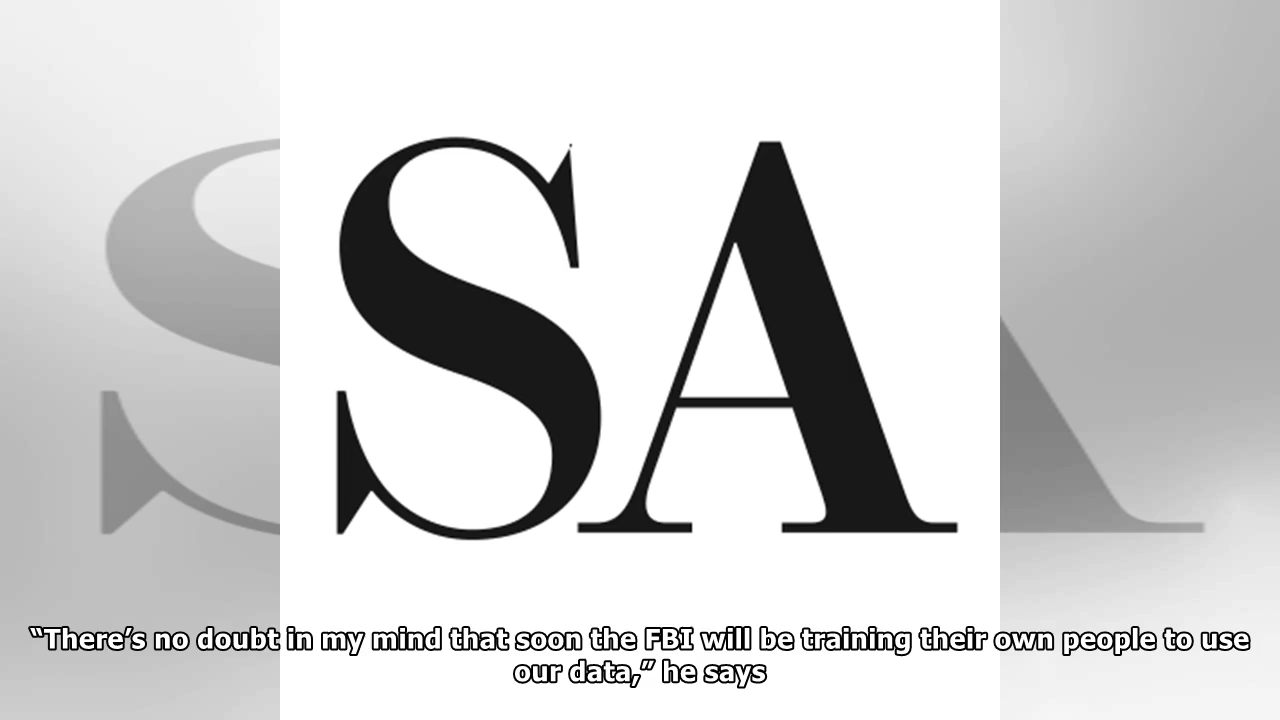 SA
“There’s no doubt in my mind that soon the FBI will be training their own people to use
our data,” he says